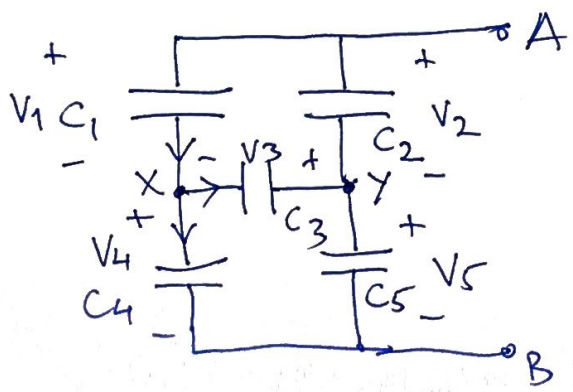 A
+
+
V1 C1
V2
-
C2
-
- V3 +
X
Y
C3
+
+
V4
V5
C4
C5
-
-
B